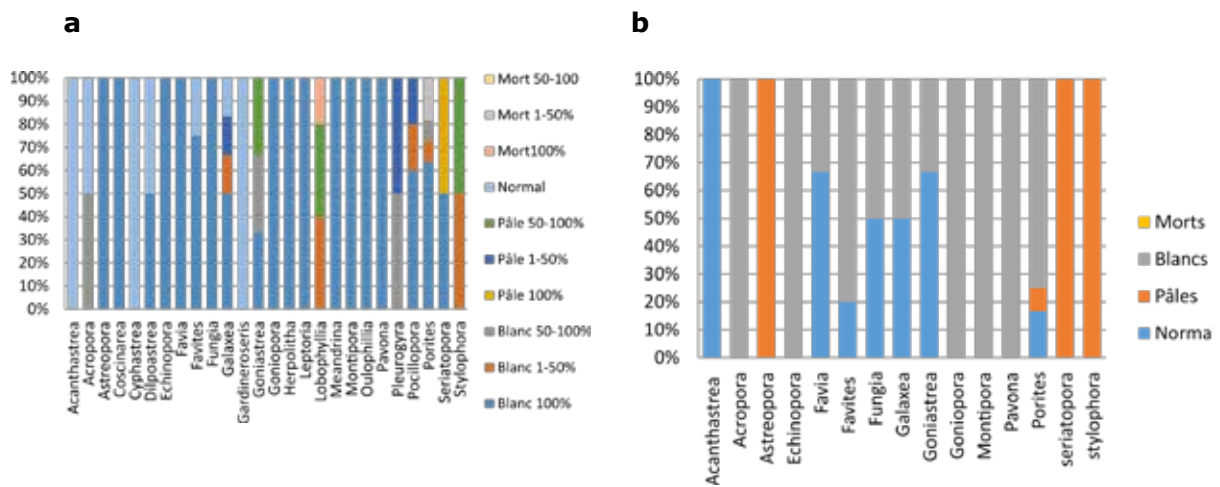 a
100%
90%
80%
70%
60%
50%
40%
30%
20%
10%
0%
Acanthastrea
Acropora
Astreopora
Coscinarea
Cyphastrea
Dilpoastrea
Echinopora
Favia
Favites
Fungia
Galaxea
Gardineroseris
Goniastrea
Goniopora
Herpolitha
Leptoria
Lobophyllia
Meandrina
Montipora
Oulophillia
Pavona
Pleurogyra
Pocillopora
Porites
Seriatopora
Stylophora
Mort 50-100
Mort 1-50%
Mort100%
Normal
Pâle 50-100%
Pâle 1-50%
Pâle 100%
Blanc 50-100%
Blanc 1-50%
Blanc 100%
b
100%
90%
80%
70%
60%
50%
40%
30%
20%
10%
0%
Acanthastrea
Acropora
Astreopora
Echinopora
Favia
Favites
Fungia
Galaxea
Goniastrea
Goniopora
Montipora
Pavona
Porites
seriatopora
stylophora
Morts
Blancs
Pâles
Norma